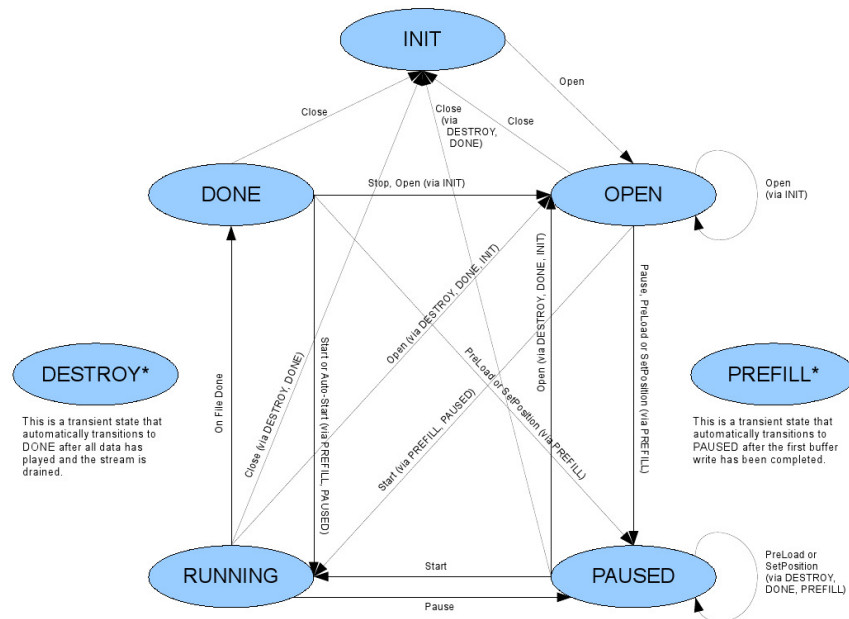 INIT
Open
Close
Close
(via
DESTROY,
DONE)
Close
DONE
Stop, Open (via INIT)
OPEN
Open
(via INIT)
On File Done
Close (via DESTROY, DONE)
Start or Auto-Start (via PREFILL, PAUSED)
Open (via DESTROY, DONE, INIT)
Start (via PREFILL, PAUSED)
PreLoad or SetPosition (via PREFILL)
Open (via DESTROY, DONE, INIT)
Pause, PreLoad or SetPosition (via PREFILL)
DESTROY*
This is a transient state that
automatically transitions to
DONE after all data has
played and the stream is
drained.
PREFILL*
This is a transient state that
automatically transitions to
PAUSED after the first buffer
write has been completed.
RUNNING
Start
Pause
PAUSED
PreLoad or
SetPosition
(via DESTROY,
DONE, PREFILL)